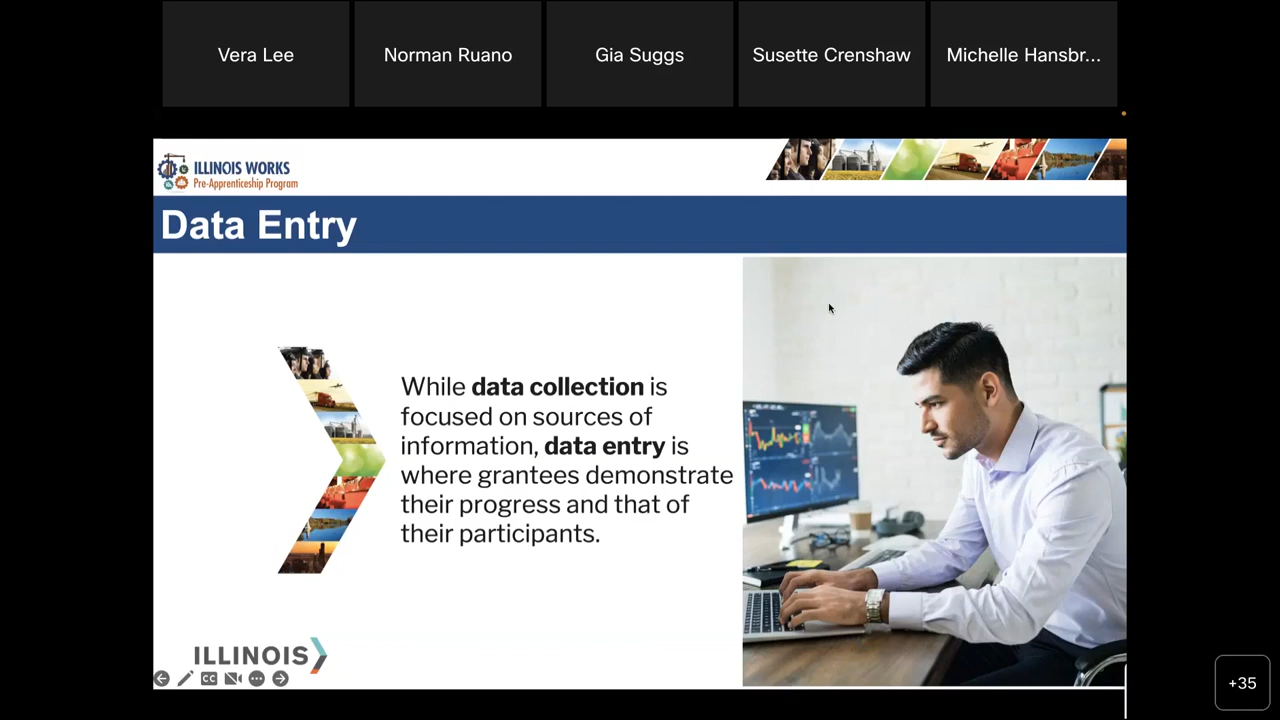 Vera Lee
Norman Ruano
Gia Suggs
Susette Crenshaw
Michelle Hansbr...
ILLINOIS WORKS
Pre-Apprenticeship Program
Data Entry
While data collection is
focused on sources of
information, data entry is
where grantees demonstrate
their progress and that of
their participants.
ILLINOIS
CC
+35